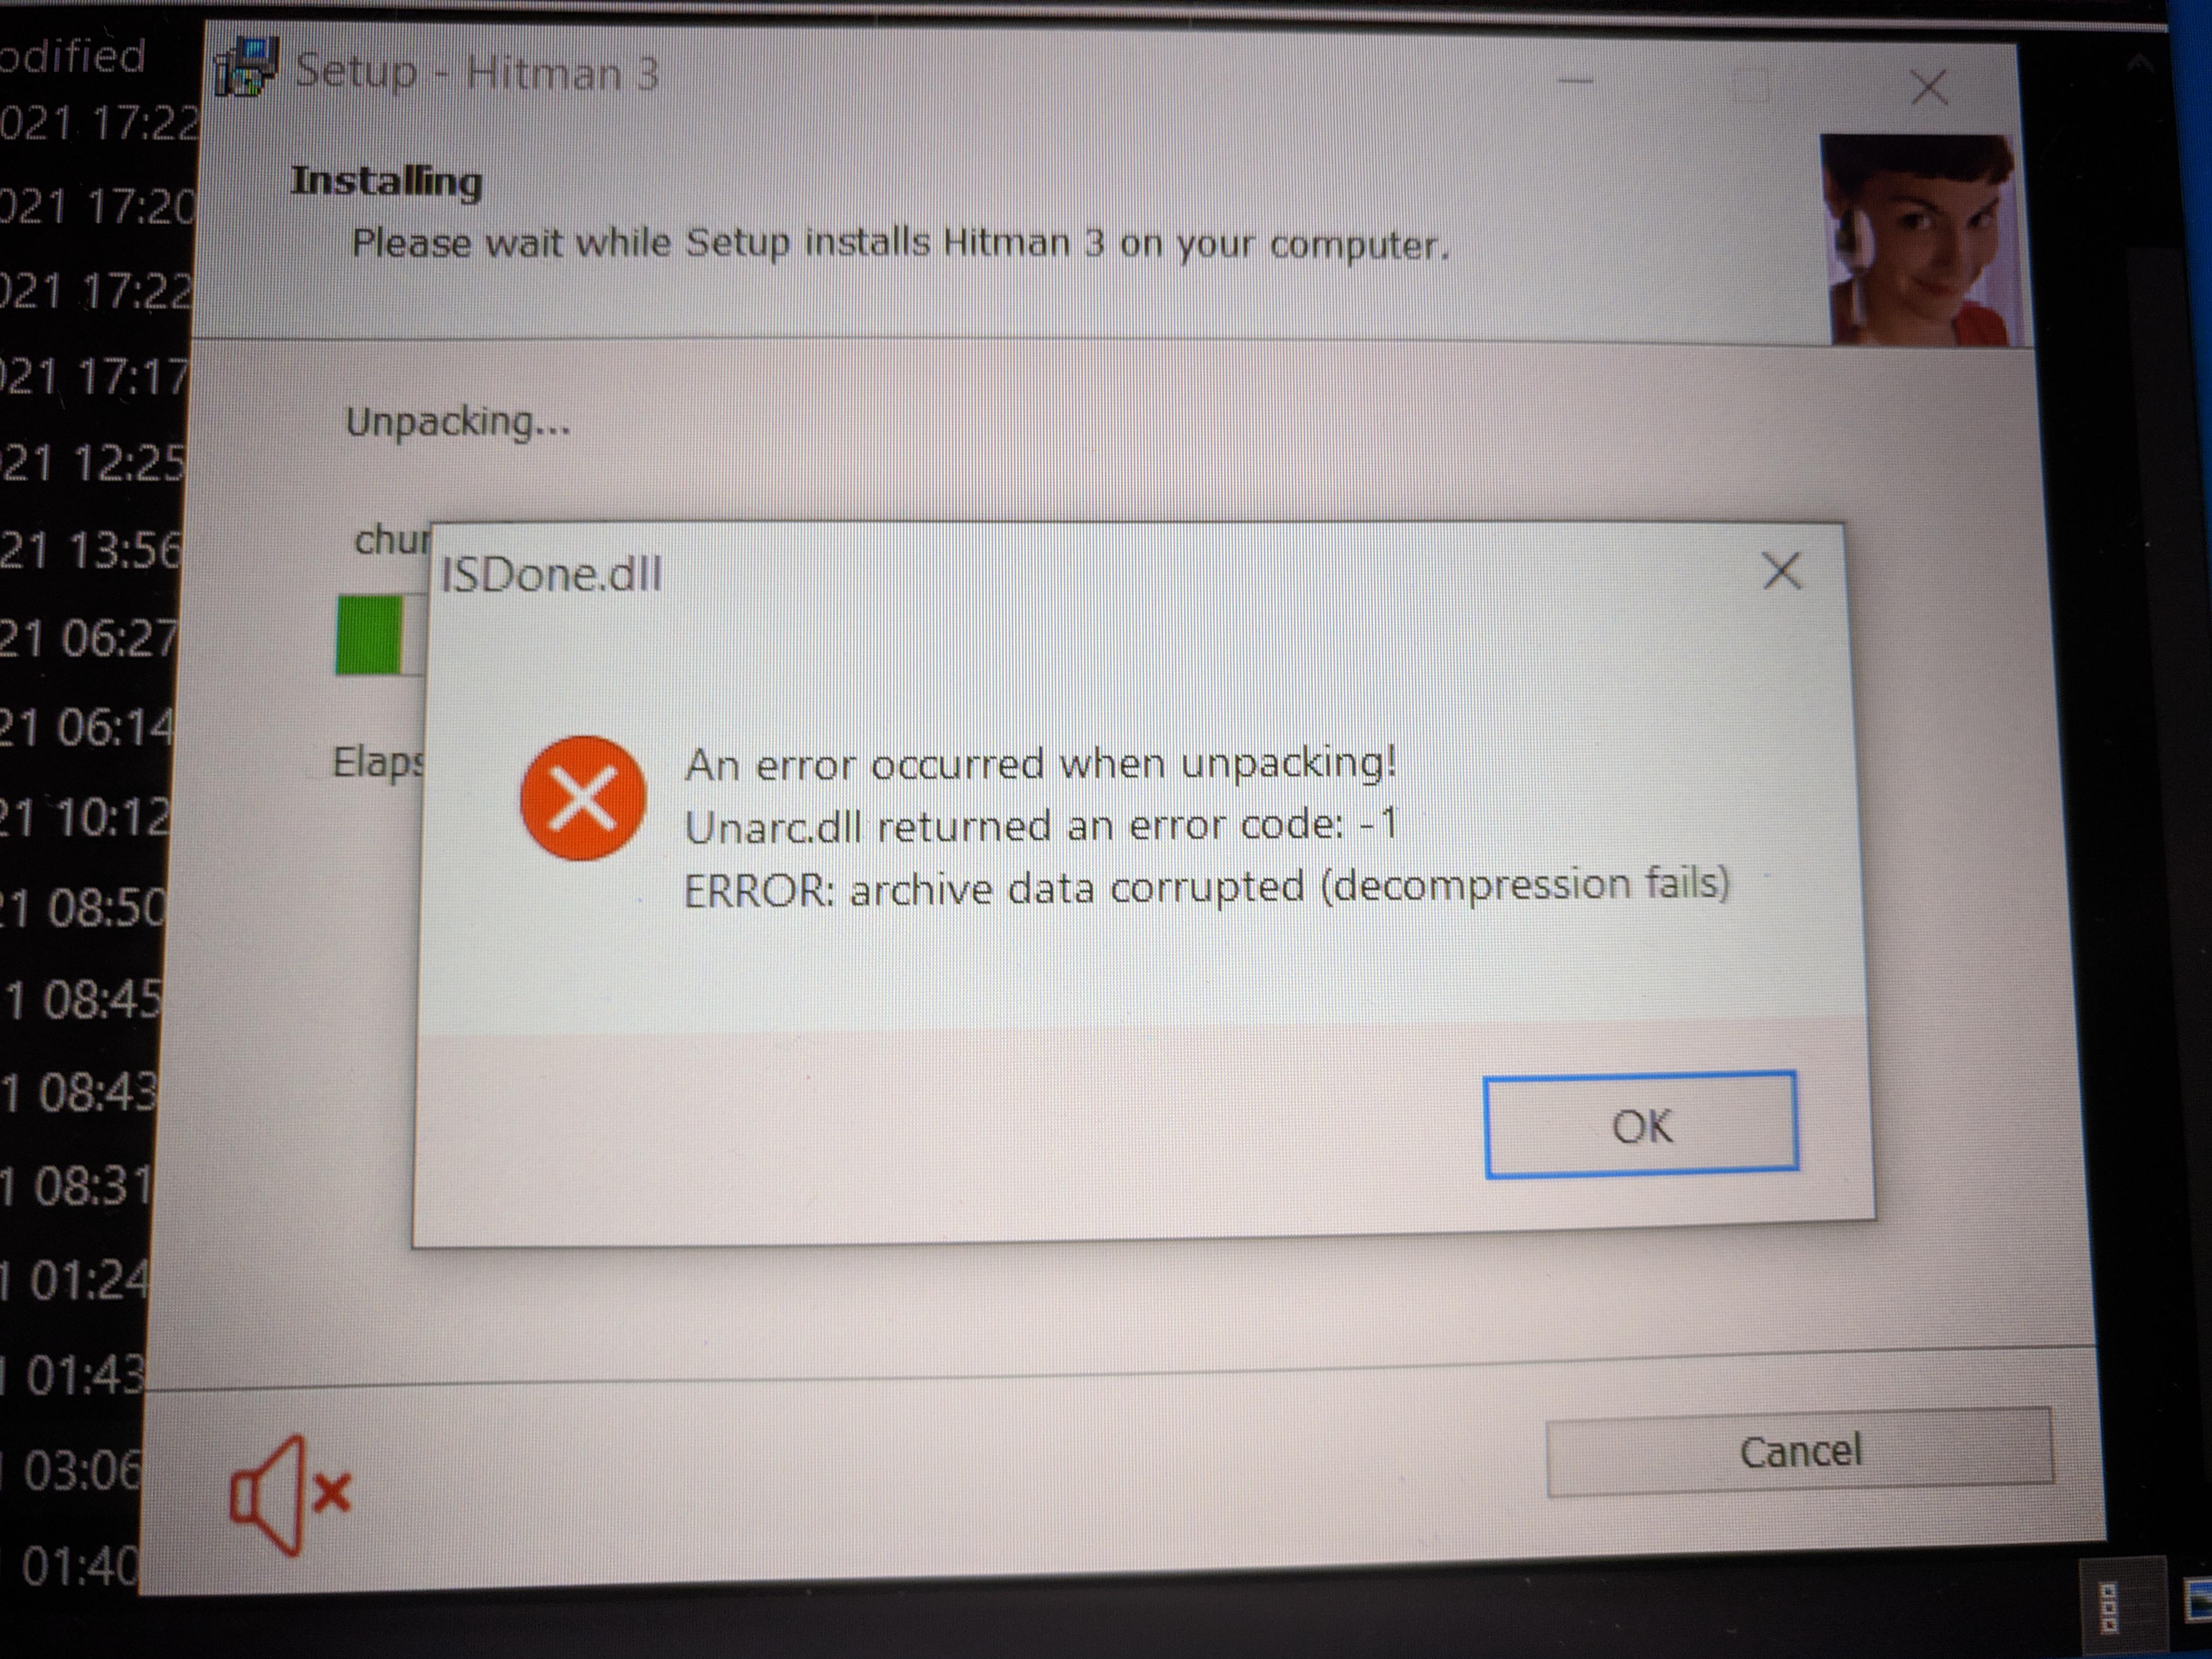 odified
021 17:22
021 17:20
021 17:22
021 17:17
21 12:25
21 13:56
21 06:27
21 06:14
21 10:12
21 08:50
1 08:45
1 08:43
1 08:31
1 01:24
01:43
03:06
01:40
Setup - Hitman 3
Installing
Please wait while Setup installs Hitman 3 on your computer.
Unpacking...
chun
ISDone.dll
Elaps
An error occurred when unpacking!
Unarc.dll returned an error code: -1
ERROR: archive data corrupted (decompression fails)
OK
Cancel